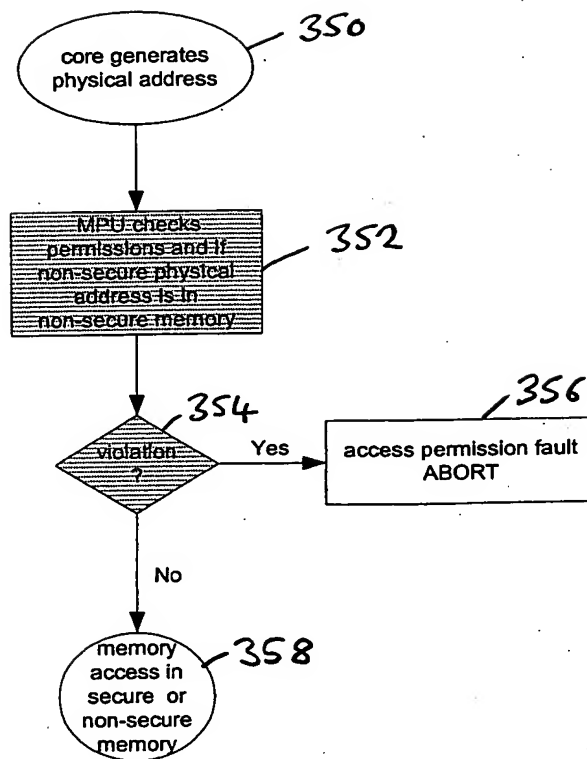 core generates
physical address
350
MPU checks
permissions and if
non-secure physical
address is in
non-secure memory
352
violation
?
354
Yes
356
access permission fault
ABORT
No
memory
access in
secure or
non-secure
memory
358